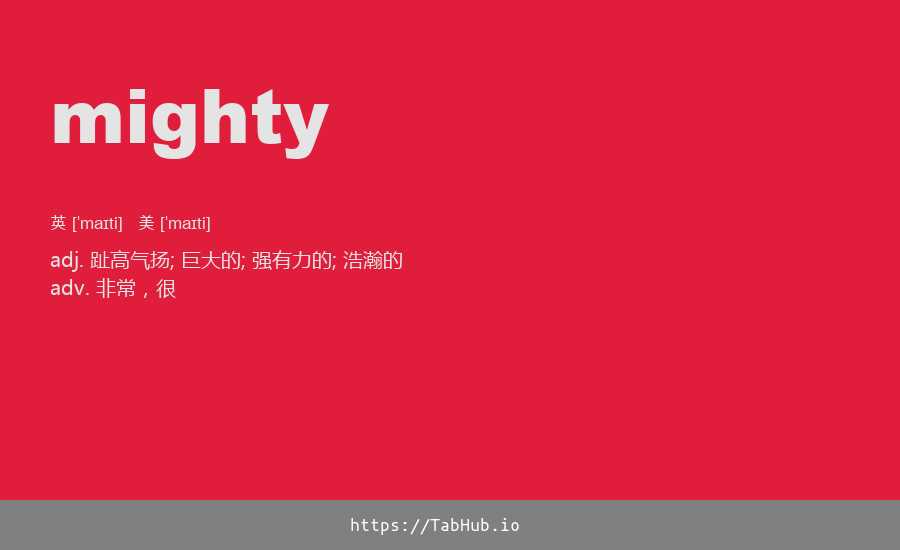 mighty
英 [ˈmaɪti] 美 [ˈmaɪti]
adj. 趾高气扬; 巨大的; 强有力的; 浩瀚的
adv. 非常，很
https://TabHub.io